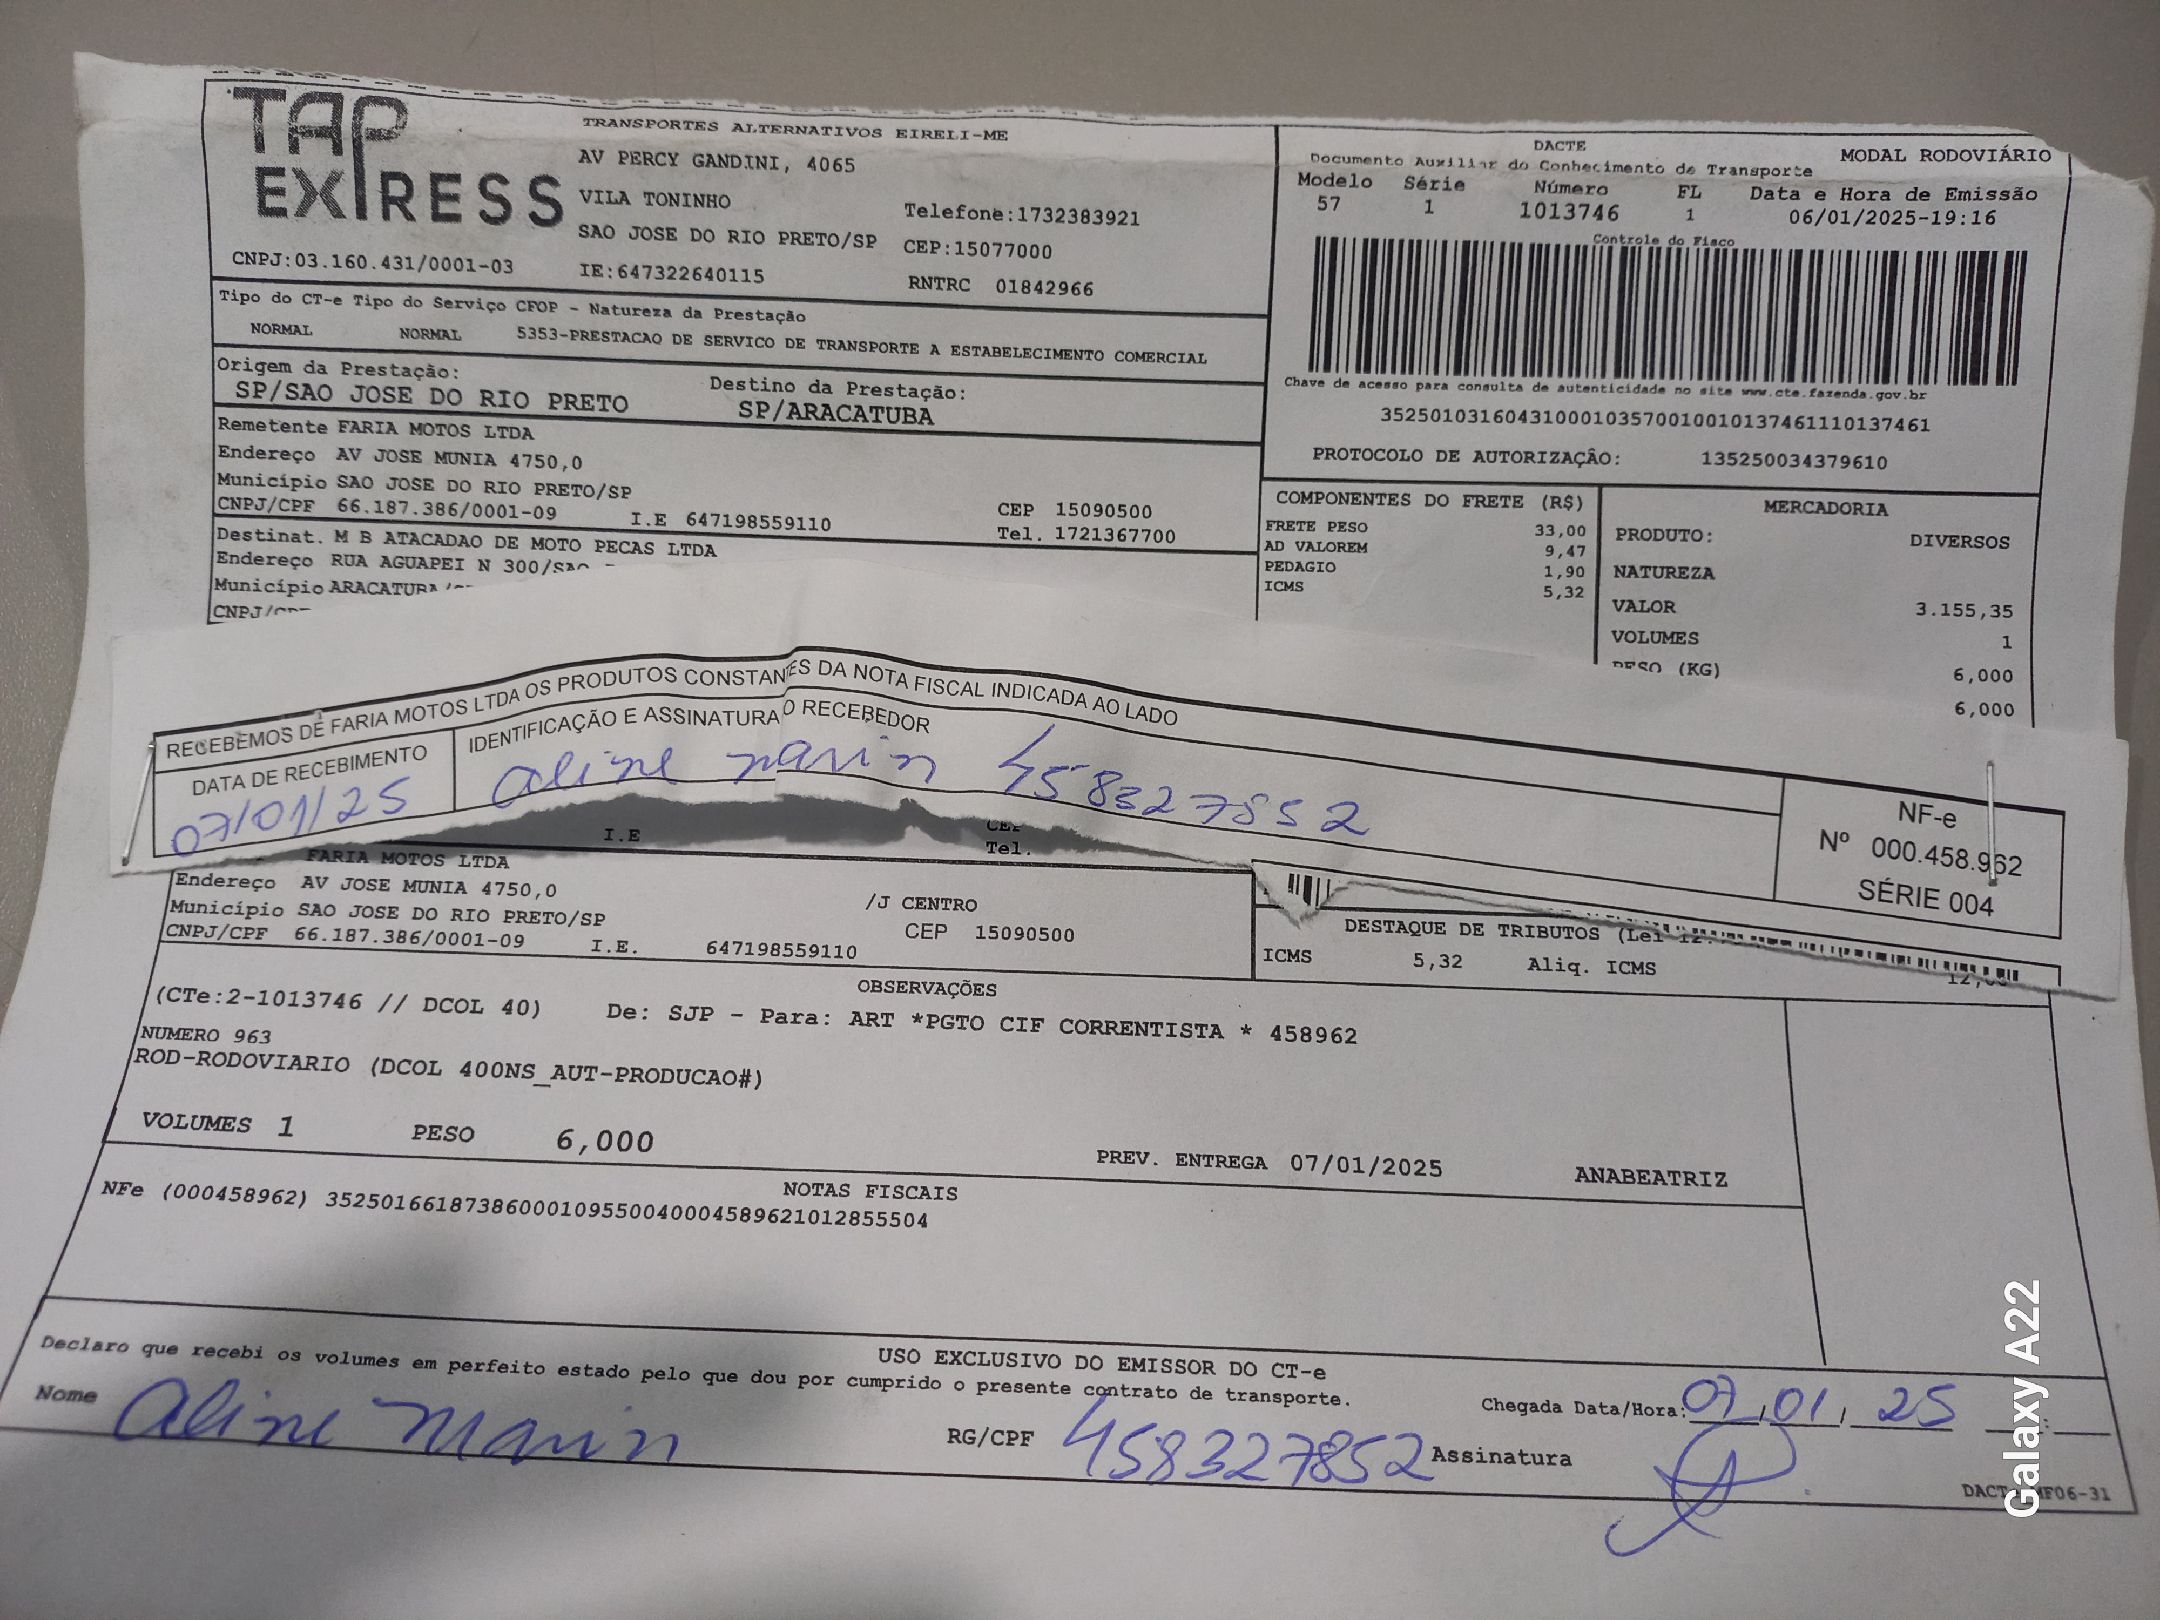 TAP EXPRESS
TRANSPORTES ALTERNATIVOS EIRELI-ME
AV PERCY GANDINI, 4065
VILA TONINHO
Telefone:1732383921
SAO JOSE DO RIO PRETO/SP CEP:15077000
CNPJ:03.160.431/0001-03 IE:647322640115 RNTRC 01842966
DACTE
Documento Auxiliar do Conhecimento de Transporte
MODAL RODOVIÁRIO
Modelo Série Número FL Data e Hora de Emissão
57 1 1013746 1 06/01/2025-19:16
Controle do Fisco
Chave de acesso para consulta de autenticidade no site www.cte.fazenda.gov.br
35250103160431000103570010010137461110137461
PROTOCOLO DE AUTORIZAÇÃO: 135250034379610
Tipo do CT-e Tipo do Serviço CFOP - Natureza da Prestação
NORMAL NORMAL 5353-PRESTACAO DE SERVICO DE TRANSPORTE A ESTABELECIMENTO COMERCIAL
Origem da Prestação: Destino da Prestação:
SP/SAO JOSE DO RIO PRETO SP/ARACATUBA
Remetente FARIA MOTOS LTDA
Endereço AV JOSE MUNIA 4750,0
Município SAO JOSE DO RIO PRETO/SP CEP 15090500
CNPJ/CPF 66.187.386/0001-09 I.E 647198559110 Tel. 1721367700
Destinat. M B ATACADAO DE MOTO PECAS LTDA
Endereço RUA AGUAPEI N 300/SAO
Município ARACATUBA
CNPJ/
COMPONENTES DO FRETE (R$)
FRETE PESO 33,00
AD VALOREM 9,47
PEDAGIO 1,90
ICMS 5,32
MERCADORIA
PRODUTO: DIVERSOS
NATUREZA
VALOR 3.155,35
VOLUMES 1
PESO (KG) 6,000
6,000
RECEBEMOS DE FARIA MOTOS LTDA OS PRODUTOS CONSTANTES DA NOTA FISCAL INDICADA AO LADO
DATA DE RECEBIMENTO IDENTIFICAÇÃO E ASSINATURA DO RECEBEDOR
07/01/25 Aline Marin 458327852
NF-e
Nº 000.458.962
SÉRIE 004
I.E CEP
Tel.
FARIA MOTOS LTDA
Endereço AV JOSE MUNIA 4750,0 /J CENTRO
Município SAO JOSE DO RIO PRETO/SP CEP 15090500
CNPJ/CPF 66.187.386/0001-09 I.E. 647198559110
DESTAQUE DE TRIBUTOS (Lei 12.
ICMS 5,32 Aliq. ICMS 12,00
OBSERVAÇÕES
(CTe:2-1013746 // DCOL 40) De: SJP - Para: ART *PGTO CIF CORRENTISTA * 458962
NUMERO 963
ROD-RODOVIARIO (DCOL 400NS_AUT-PRODUCAO#)
VOLUMES 1 PESO 6,000
PREV. ENTREGA 07/01/2025 ANABEATRIZ
NOTAS FISCAIS
NFe (000458962) 35250166187386000109550040004589621012855504
USO EXCLUSIVO DO EMISSOR DO CT-e
Declaro que recebi os volumes em perfeito estado pelo que dou por cumprido o presente contrato de transporte.
Nome Aline Marin RG/CPF 458327852 Assinatura
Chegada Data/Hora: 07/01/25 :
DACT MF06-31
Galaxy A22